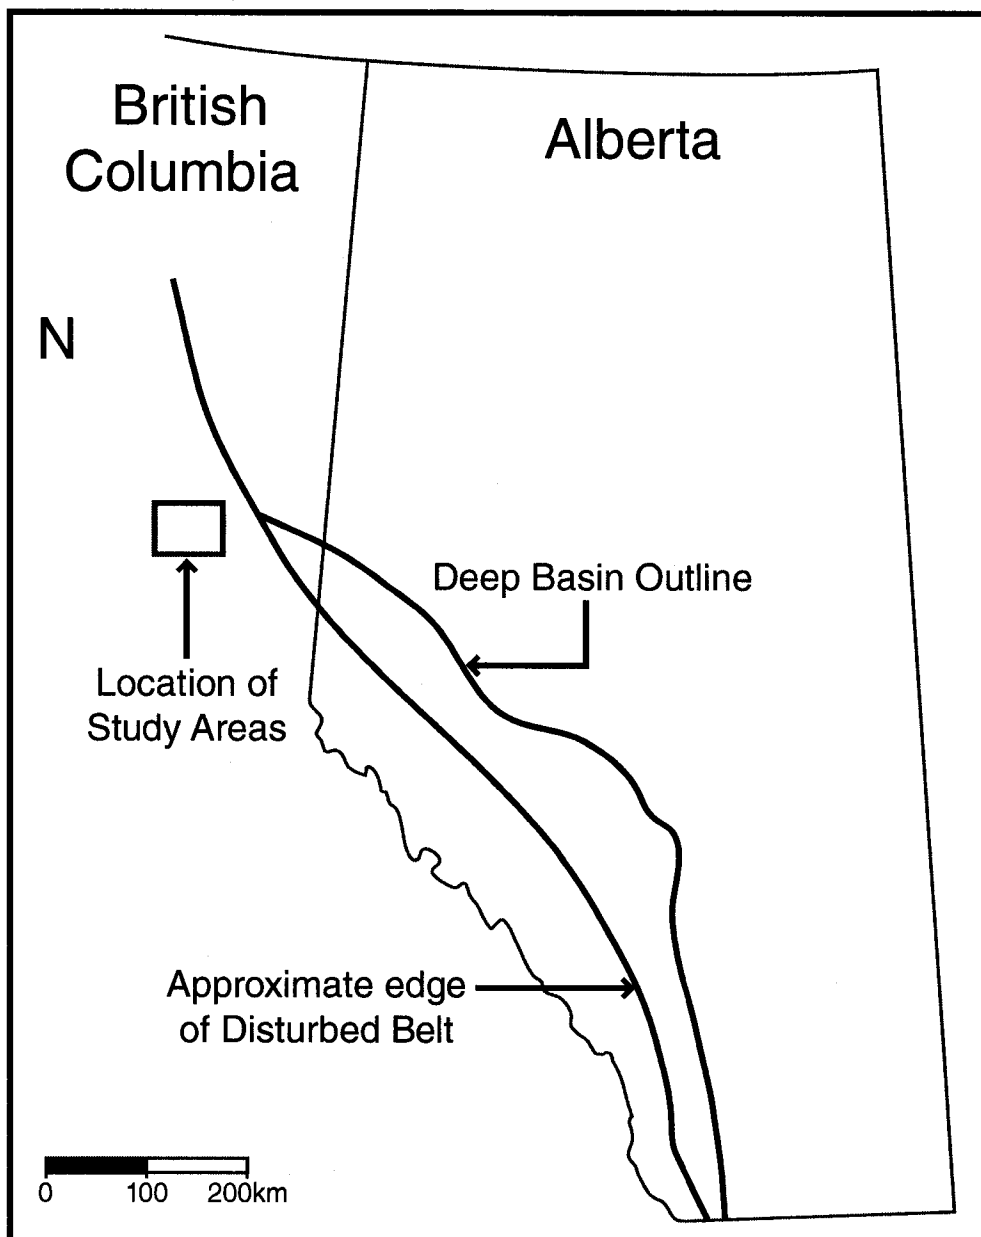 British
Columbia
Alberta
N
Deep Basin Outline
Location of
Study Areas
Approximate edge
of Disturbed Belt
0 100 200km